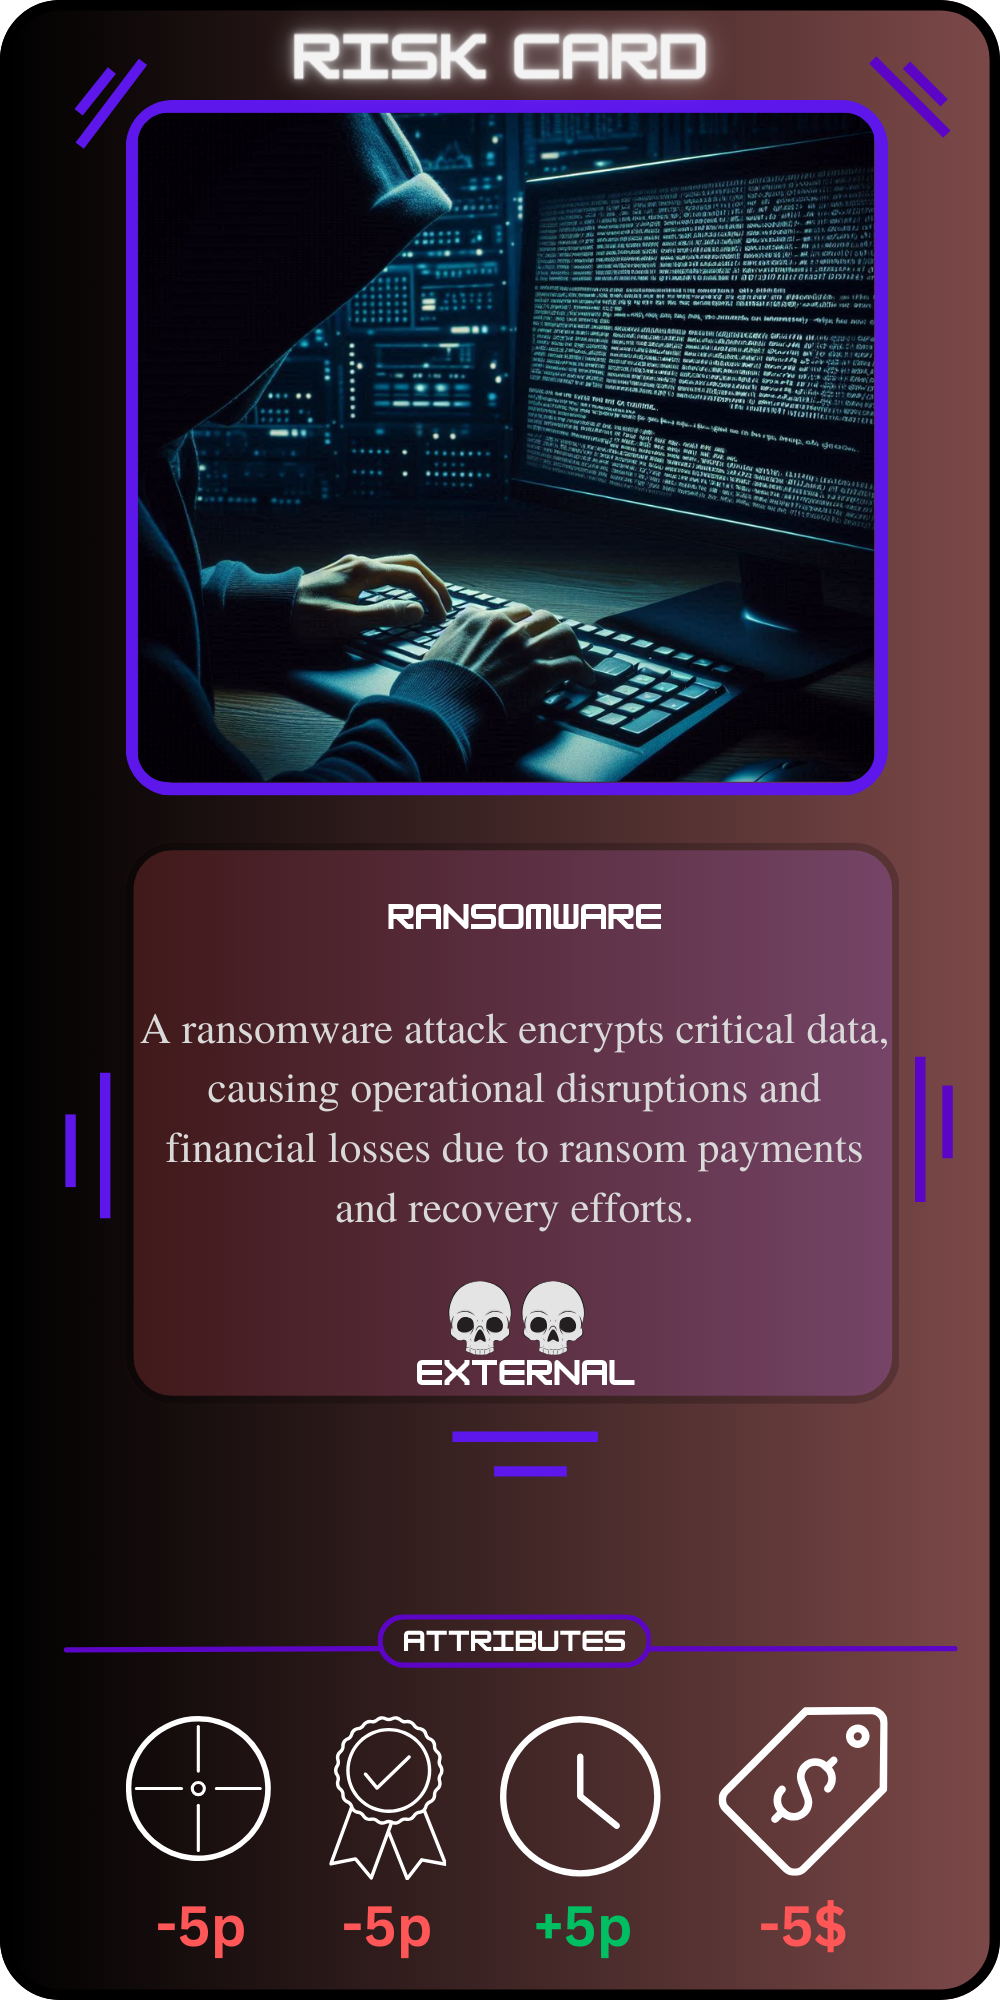 RISK CARD
RANSOMWARE
A ransomware attack encrypts critical data,
causing operational disruptions and
financial losses due to ransom payments
and recovery efforts.
EXTERNAL
ATTRIBUTES
-5p -5p +5p -5$